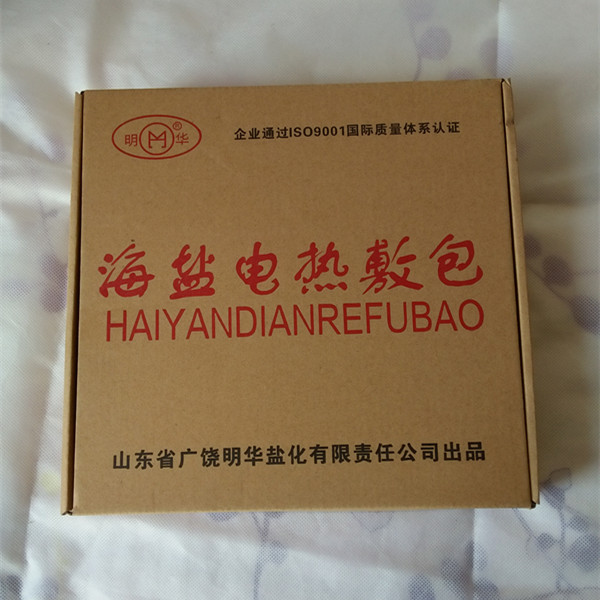 明 M 华 ®
企业通过ISO9001国际质量体系认证
海盐电热敷包
HAIYANDIANREFUBAO
山东省广饶明华盐化有限责任公司出品